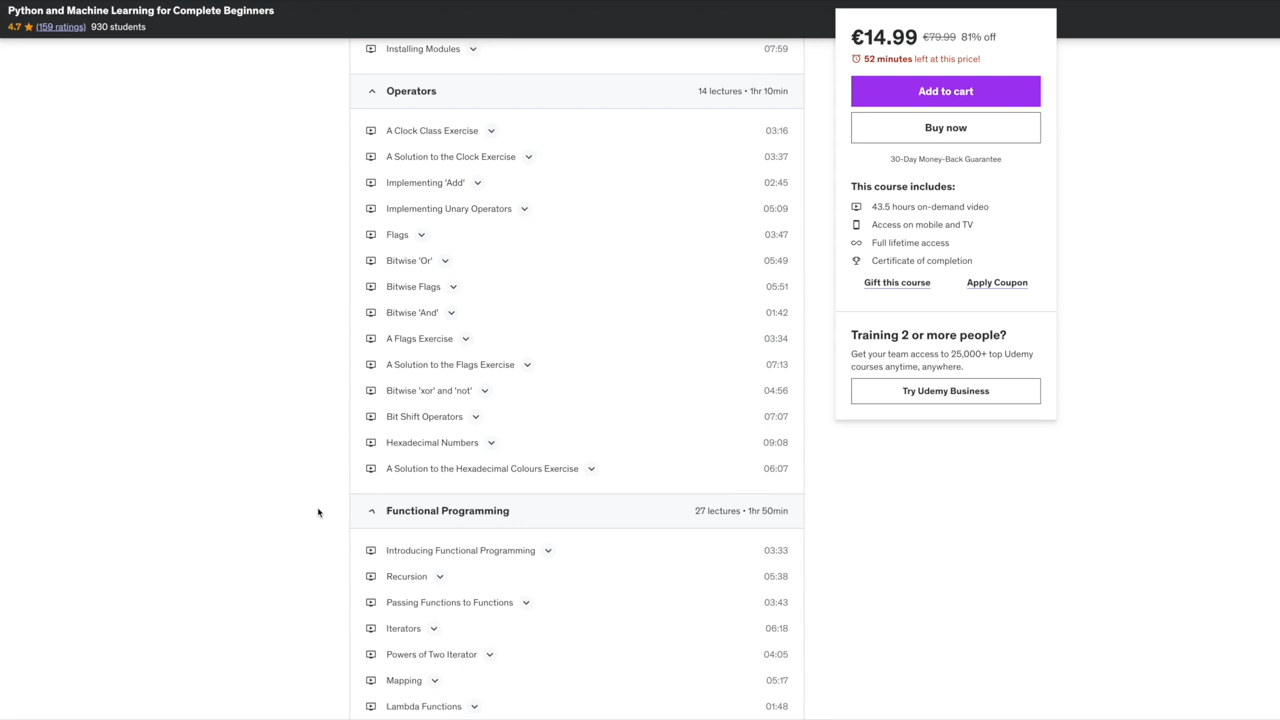 Python and Machine Learning for Complete Beginners
4.7 (159 ratings) 930 students
Installing Modules 07:59
Operators 14 lectures • 1hr 10min
A Clock Class Exercise 03:16
A Solution to the Clock Exercise 03:37
Implementing 'Add' 02:45
Implementing Unary Operators 05:09
Flags 03:47
Bitwise 'Or' 05:49
Bitwise Flags 05:51
Bitwise 'And' 01:42
A Flags Exercise 03:34
A Solution to the Flags Exercise 07:13
Bitwise 'xor' and 'not' 04:56
Bit Shift Operators 07:07
Hexadecimal Numbers 09:08
A Solution to the Hexadecimal Colours Exercise 06:07
Functional Programming 27 lectures • 1hr 50min
Introducing Functional Programming 03:33
Recursion 05:38
Passing Functions to Functions 03:43
Iterators 06:18
Powers of Two Iterator 04:05
Mapping 05:17
Lambda Functions 01:48
€14.99 €79.99 81% off
52 minutes left at this price!
Add to cart
Buy now
30-Day Money-Back Guarantee
This course includes:
43.5 hours on-demand video
Access on mobile and TV
Full lifetime access
Certificate of completion
Gift this course Apply Coupon
Training 2 or more people?
Get your team access to 25,000+ top Udemy
courses anytime, anywhere.
Try Udemy Business